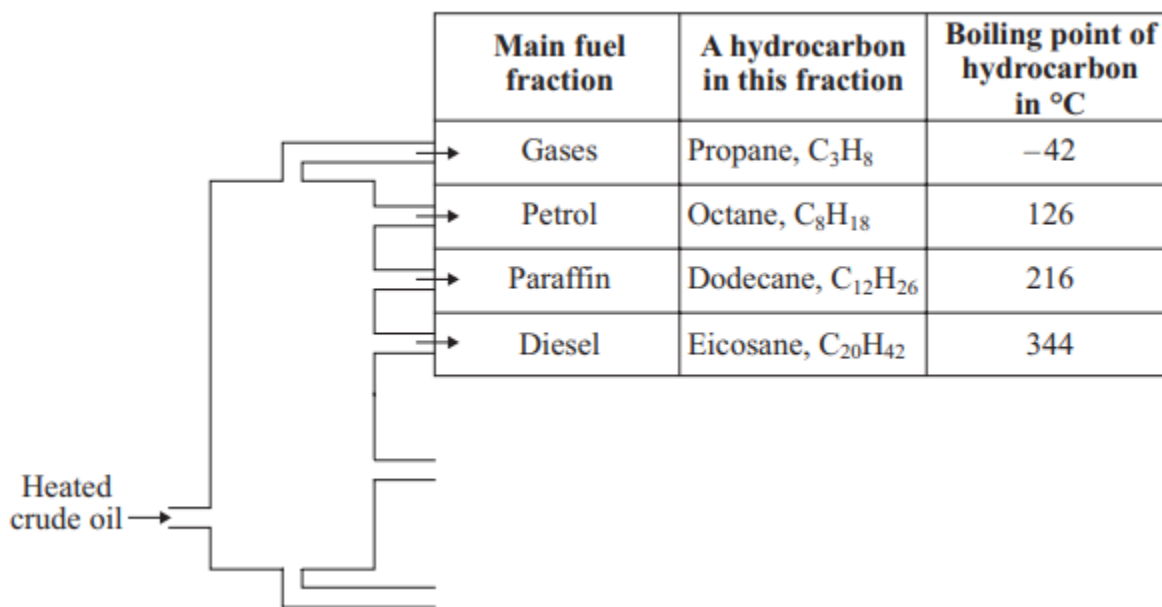 Main fuel fraction
A hydrocarbon in this fraction
Boiling point of hydrocarbon in °C
Gases
Propane, C₃H₈
–42
Petrol
Octane, C₈H₁₈
126
Paraffin
Dodecane, C₁₂H₂₆
216
Diesel
Eicosane, C₂₀H₄₂
344
Heated
crude oil